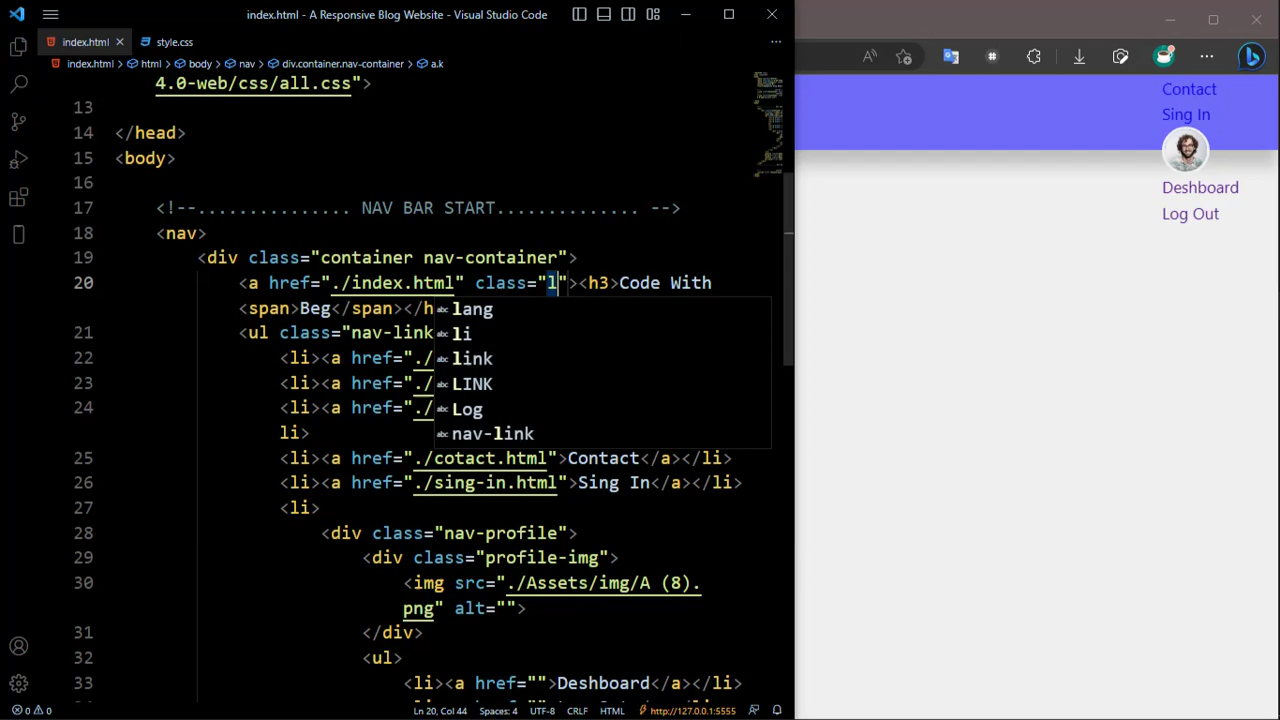 index.html - A Responsive Blog Website - Visual Studio Code
index.html
style.css
index.html > html > body > nav > div.container.nav-container > a.k
4.0-web/css/all.css">
13
14 </head>
15 <body>
16
17 <!--............... NAV BAR START.............. -->
18 <nav>
19 <div class="container nav-container">
20 <a href="./index.html" class="l"><h3>Code With
<span>Beg</span></h
lang
li
link
LINK
Log
nav-link
21 <ul class="nav-link
22 <li><a href="./
23 <li><a href="./
24 <li><a href="./
li>
25 <li><a href="./cotact.html">Contact</a></li>
26 <li><a href="./sing-in.html">Sing In</a></li>
27 <li>
28 <div class="nav-profile">
29 <div class="profile-img">
30 <img src="./Assets/img/A (8).
png" alt="">
31 </div>
32 <ul>
33 <li><a href="">Deshboard</a></li>
0 0 Ln 20, Col 44 Spaces: 4 UTF-8 CRLF HTML http://127.0.0.1:5555
Contact
Sing In
Deshboard
Log Out